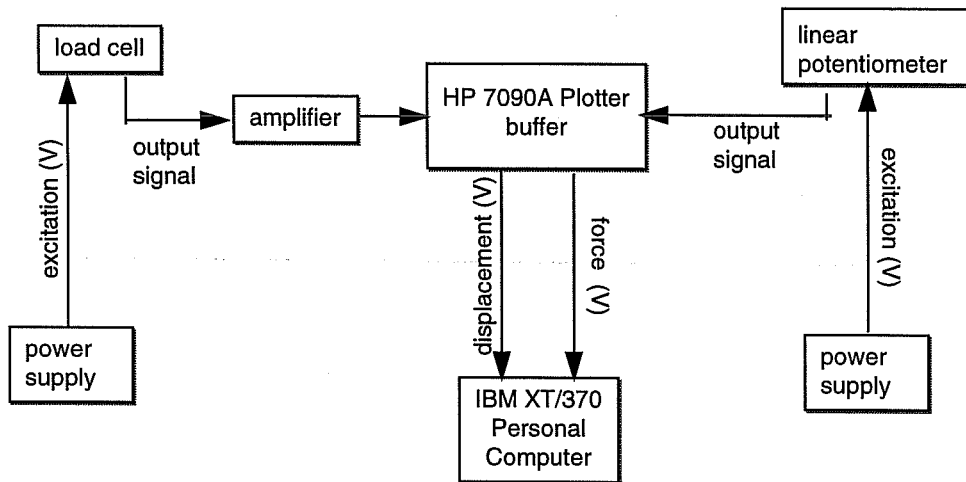 load cell
linear
potentiometer
HP 7090A Plotter
buffer
amplifier
output
signal
output
signal
excitation (V)
displacement (V)
force (V)
excitation (V)
power
supply
power
supply
IBM XT/370
Personal
Computer